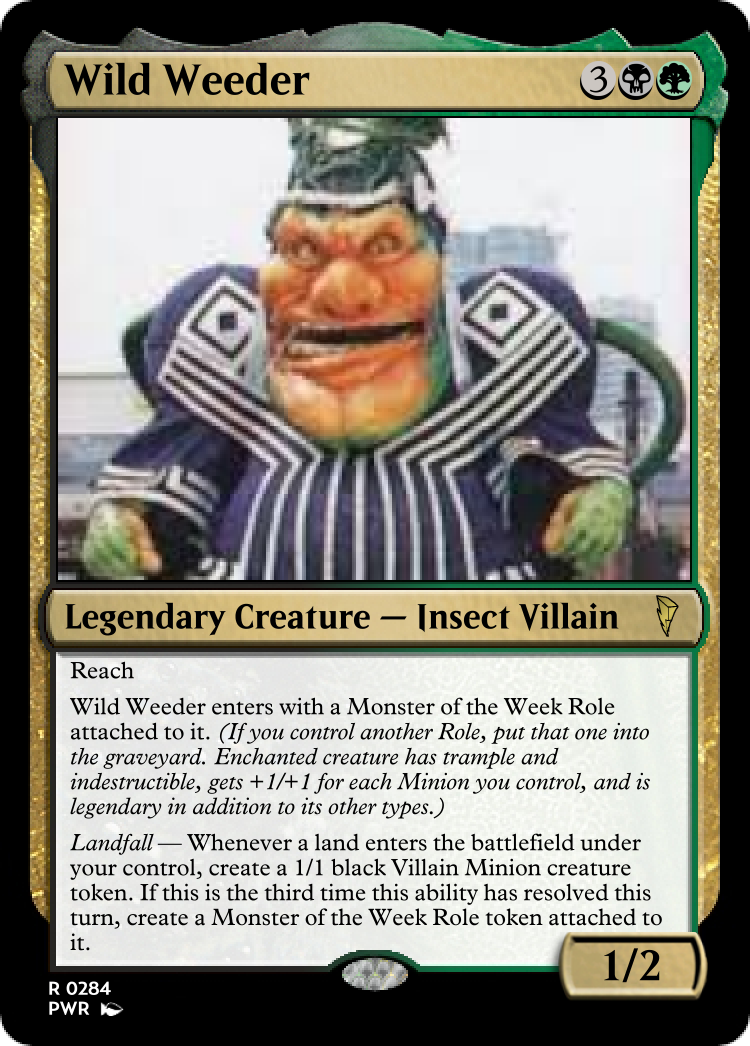 Wild Weeder 3
Legendary Creature — Insect Villain
Reach
Wild Weeder enters with a Monster of the Week Role
attached to it. (If you control another Role, put that one into
the graveyard. Enchanted creature has trample and
indestructible, gets +1/+1 for each Minion you control, and is
legendary in addition to its other types.)
Landfall — Whenever a land enters the battlefield under
your control, create a 1/1 black Villain Minion creature
token. If this is the third time this ability has resolved this
turn, create a Monster of the Week Role token attached to
it.
1/2
R 0284
PWR